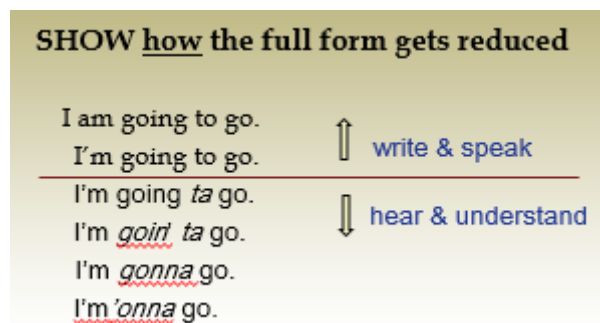 SHOW how the full form gets reduced
I am going to go.
I'm going to go.
write & speak
I'm going ta go.
I'm goin' ta go.
hear & understand
I'm gonna go.
I'm 'onna go.